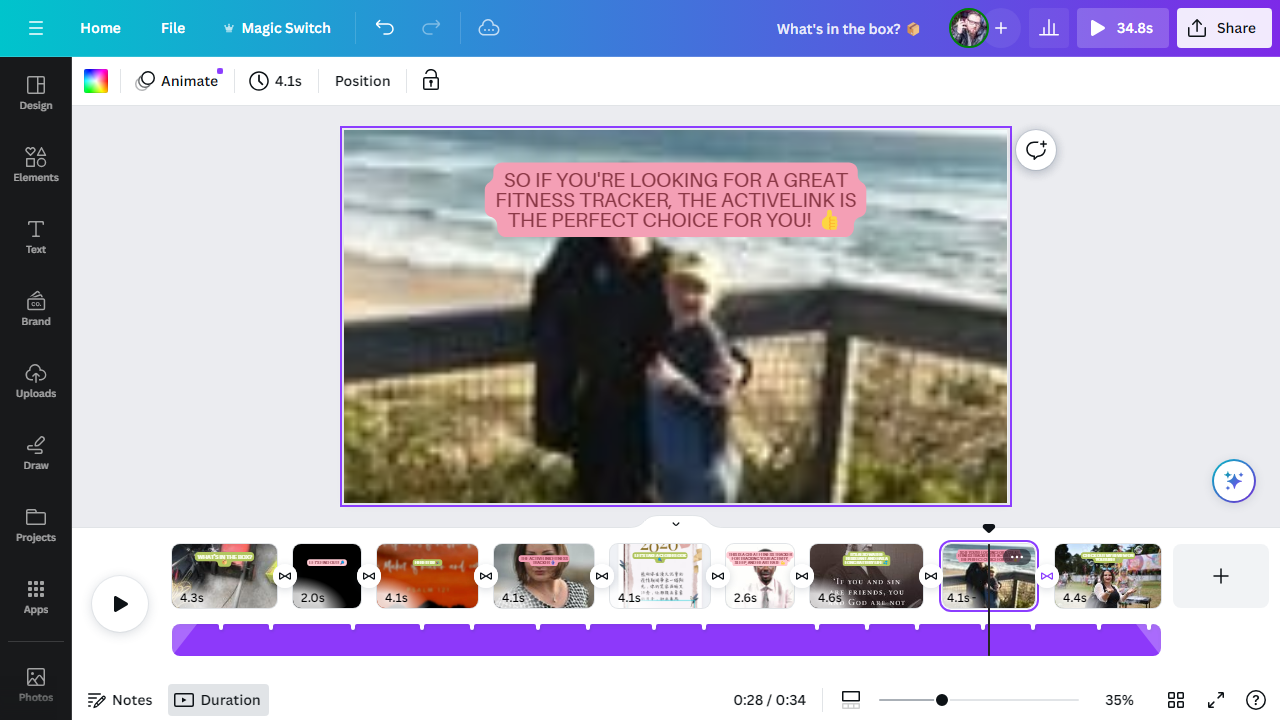 Home
File
Magic Switch
What's in the box?
34.8s
Share
Design
Elements
Text
Brand
Uploads
Draw
Projects
Apps
Photos
Animate
4.1s
Position
SO IF YOU'RE LOOKING FOR A GREAT
FITNESS TRACKER, THE ACTIVELINK IS
THE PERFECT CHOICE FOR YOU! 👍
4.3s
2.0s
4.1s
4.1s
2020
4.1s
2.6s
"IF YOU AND SIN
ARE FRIENDS, YOU
AND GOD ARE NOT
4.6s
4.1s
4.4s
Notes
Duration
0:28 / 0:34
35%